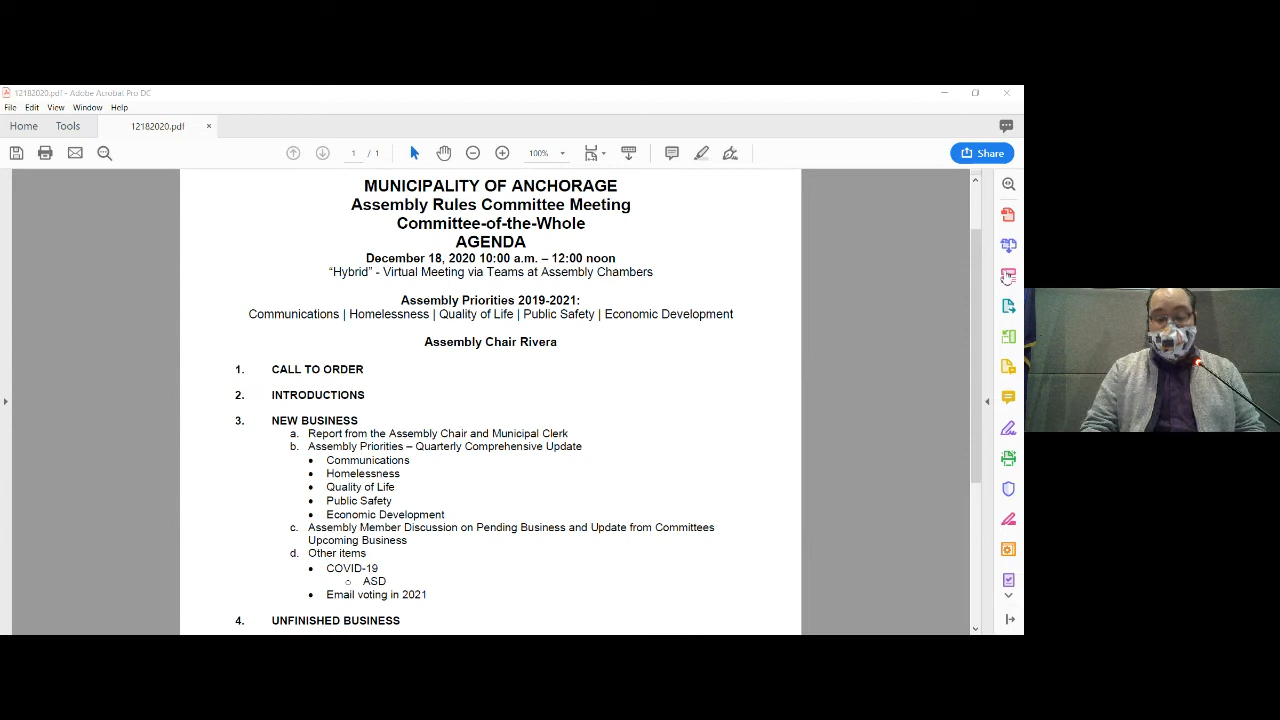 12182020.pdf - Adobe Acrobat Pro DC
File Edit View Window Help
Home Tools 12182020.pdf ×
1 / 1 100% Share
MUNICIPALITY OF ANCHORAGE
Assembly Rules Committee Meeting
Committee-of-the-Whole
AGENDA
December 18, 2020 10:00 a.m. – 12:00 noon
“Hybrid” - Virtual Meeting via Teams at Assembly Chambers
Assembly Priorities 2019-2021:
Communications | Homelessness | Quality of Life | Public Safety | Economic Development
Assembly Chair Rivera
1. CALL TO ORDER
2. INTRODUCTIONS
3. NEW BUSINESS
a. Report from the Assembly Chair and Municipal Clerk
b. Assembly Priorities – Quarterly Comprehensive Update
• Communications
• Homelessness
• Quality of Life
• Public Safety
• Economic Development
c. Assembly Member Discussion on Pending Business and Update from Committees
Upcoming Business
d. Other items
• COVID-19
o ASD
• Email voting in 2021
4. UNFINISHED BUSINESS